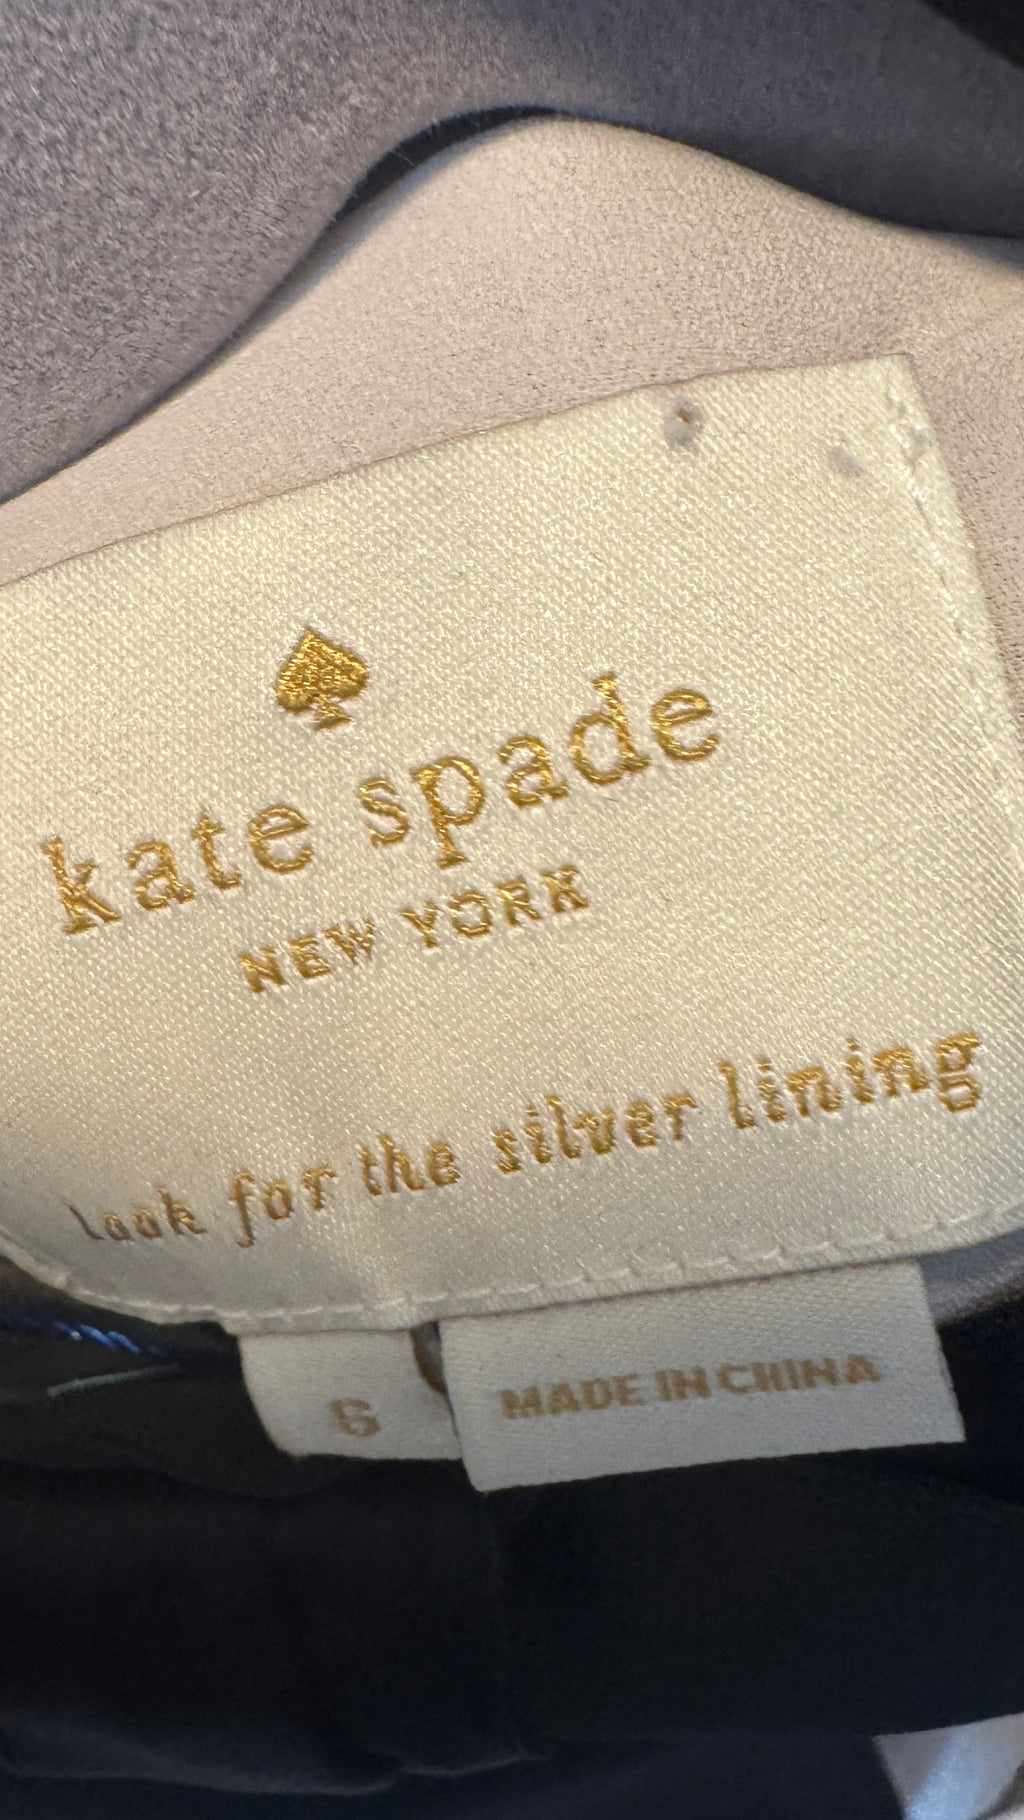 kate spade
NEW YORK
look for the silver lining
6
MADE IN CHINA